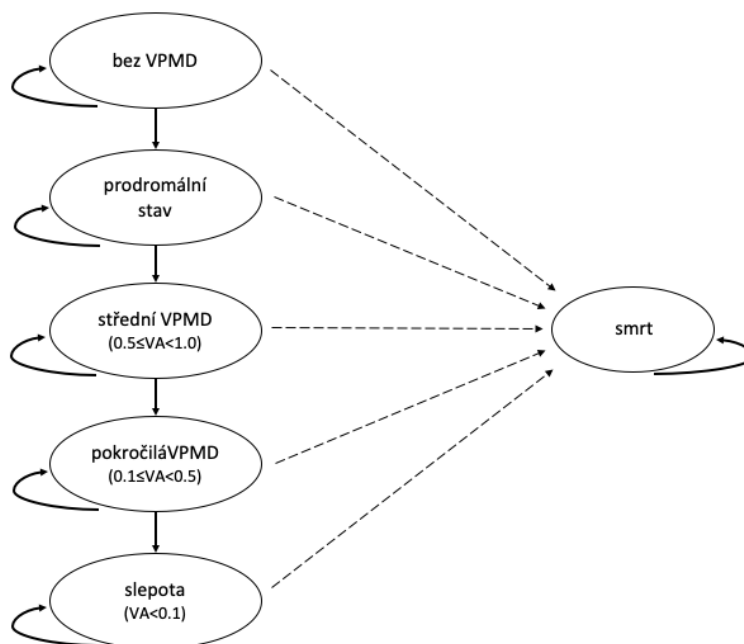 bez VPMD
prodromální
stav
střední VPMD
(0.5≤VA<1.0)
smrt
pokročiláVPMD
(0.1≤VA<0.5)
slepota
(VA<0.1)